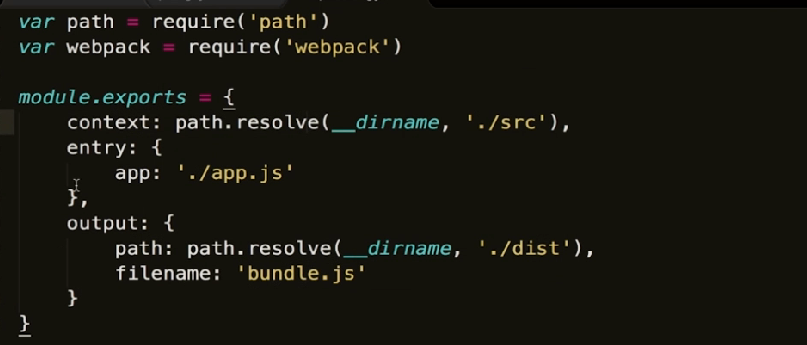 var path = require('path')
var webpack = require('webpack')
module.exports = {
context: path.resolve(__dirname, './src'),
entry: {
app: './app.js'
},
output: {
path: path.resolve(__dirname, './dist'),
filename: 'bundle.js'
}
}